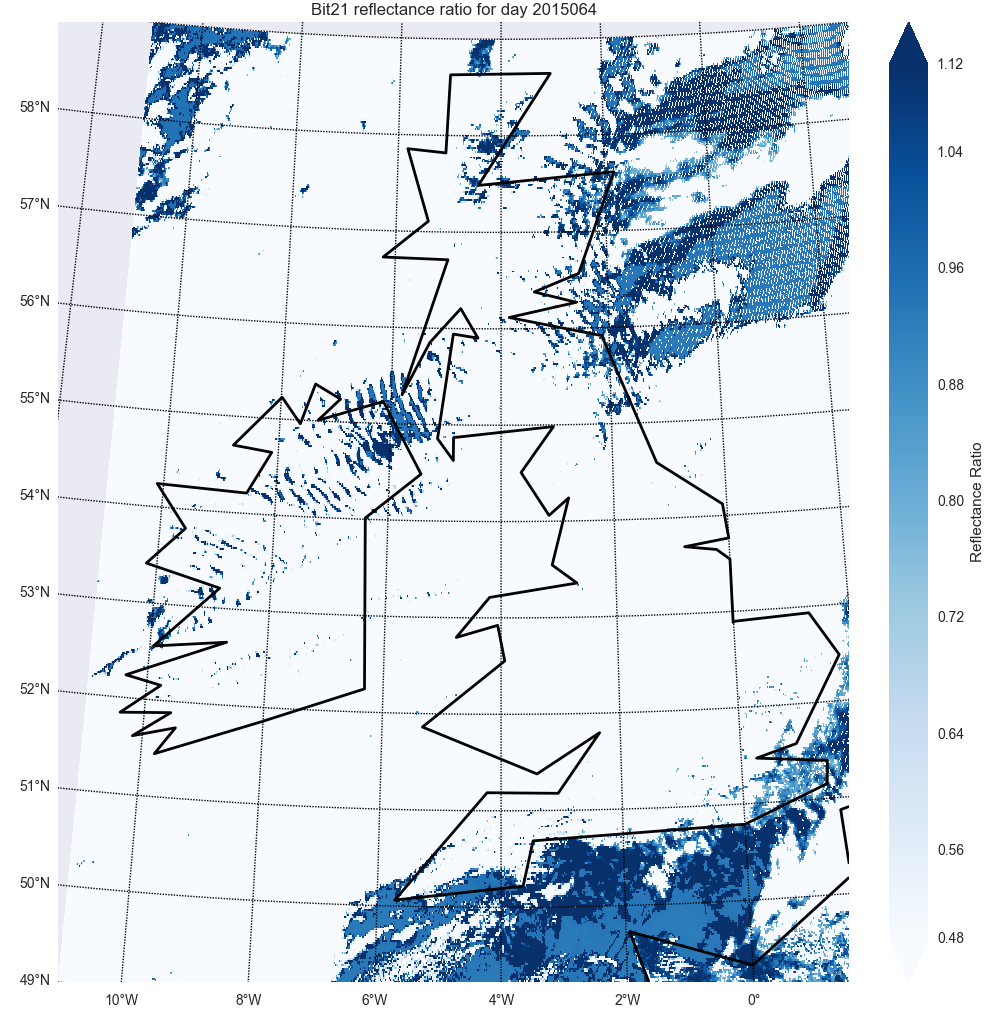 Bit21 reflectance ratio for day 2015064
58°N
57°N
56°N
55°N
54°N
53°N
52°N
51°N
50°N
49°N
10°W 8°W 6°W 4°W 2°W 0°
1.12
1.04
0.96
0.88
0.80
0.72
0.64
0.56
0.48
Reflectance Ratio